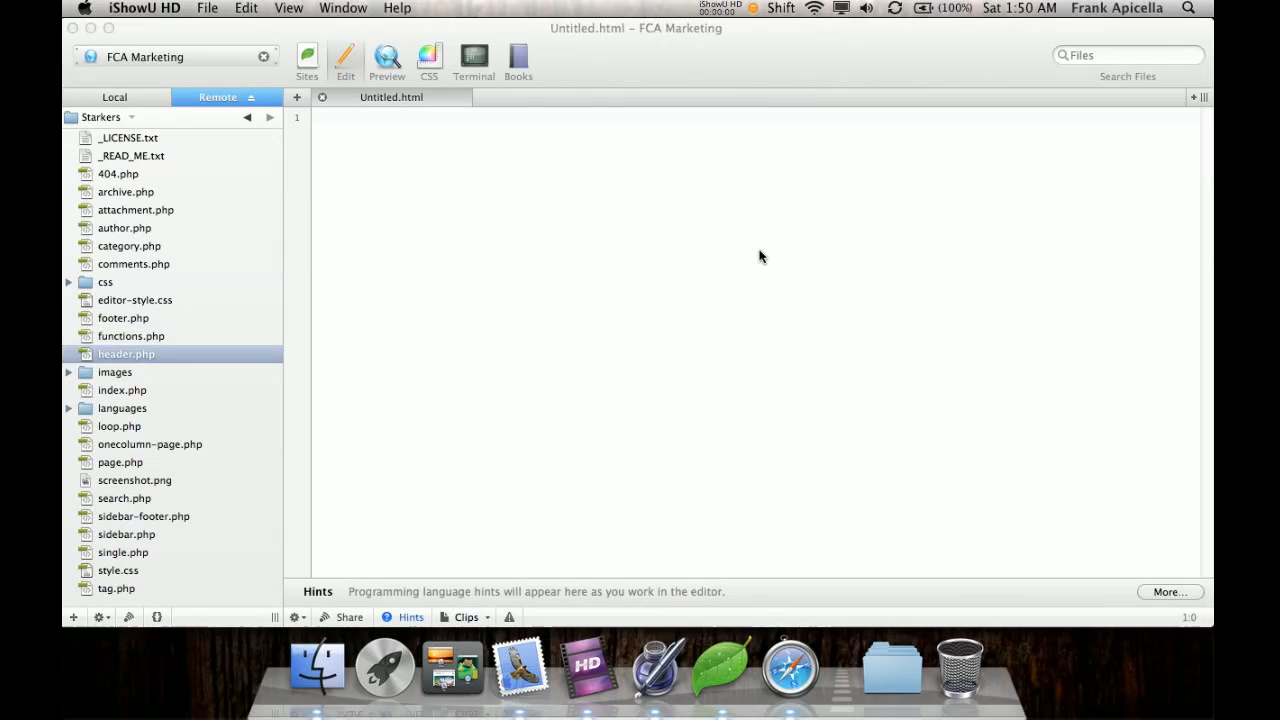 iShowU HD File Edit View Window Help iShowU HD 00:00:00 Shift (100%) Sat 1:50 AM Frank Apicella
Untitled.html – FCA Marketing
FCA Marketing
Sites Edit Preview CSS Terminal Books
Files
Search Files
Local Remote + Untitled.html +
Starkers
1
_LICENSE.txt
_READ_ME.txt
404.php
archive.php
attachment.php
author.php
category.php
comments.php
css
editor-style.css
footer.php
functions.php
header.php
images
index.php
languages
loop.php
onecolumn-page.php
page.php
screenshot.png
search.php
sidebar-footer.php
sidebar.php
single.php
style.css
tag.php
Hints Programming language hints will appear here as you work in the editor. More...
+ {} Share ? Hints Clips 1:0
HD